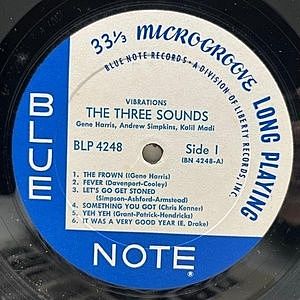 33⅓ MICROGROOVE LONG PLAYING
BLUE NOTE RECORDS • A DIVISION OF LIBERTY RECORDS, INC.
VIBRATIONS
THE THREE SOUNDS
Gene Harris, Andrew Simpkins, Kalil Madi
BLP 4248
Side 1
(BN 4248-A)
1. THE FROWN (Gene Harris)
2. FEVER (Davenport-Cooley)
3. LET'S GO GET STONED
(Simpson-Ashford-Armstead)
4. SOMETHING YOU GOT (Chris Kenner)
5. YEH YEH (Grant-Patrick-Hendricks)
6. IT WAS A VERY GOOD YEAR (E. Drake)
BLUE
NOTE®